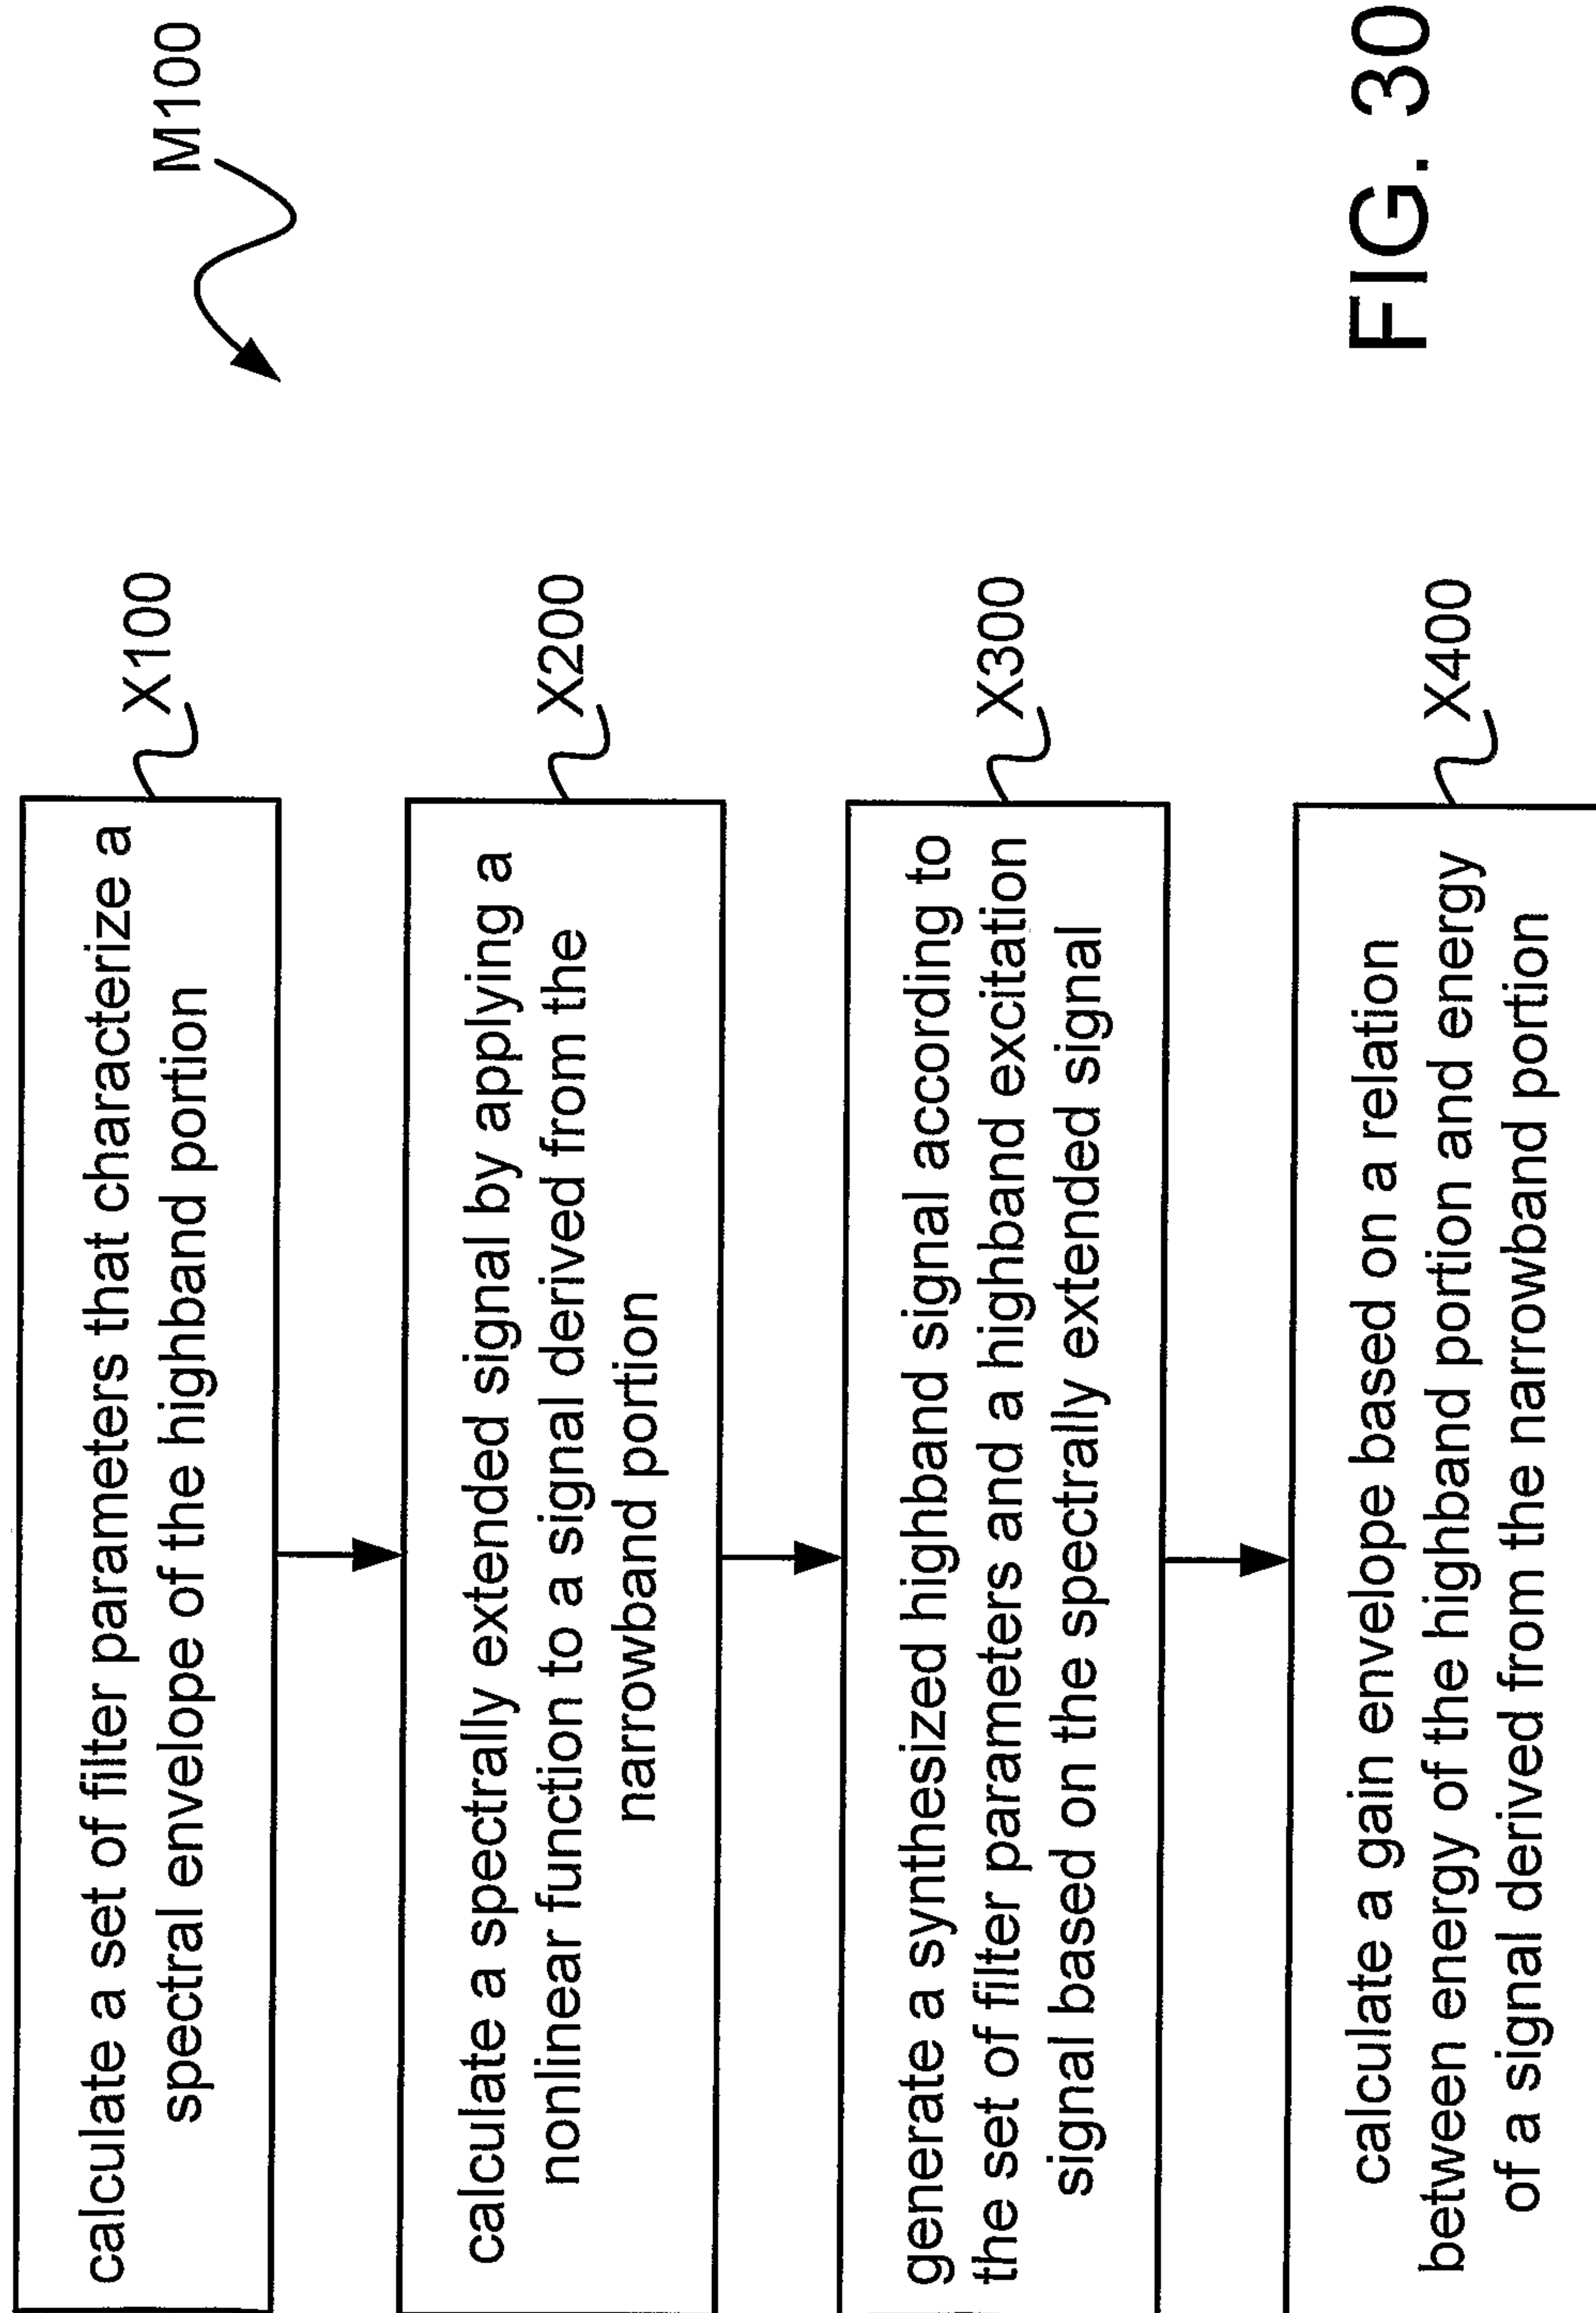 M100
calculate a set of filter parameters that characterize a
spectral envelope of the highband portion
X100
calculate a spectrally extended signal by applying a
nonlinear function to a signal derived from the
narrowband portion
X200
generate a synthesized highband signal according to
the set of filter parameters and a highband excitation
signal based on the spectrally extended signal
X300
calculate a gain envelope based on a relation
between energy of the highband portion and energy
of a signal derived from the narrowband portion
X400
FIG. 30